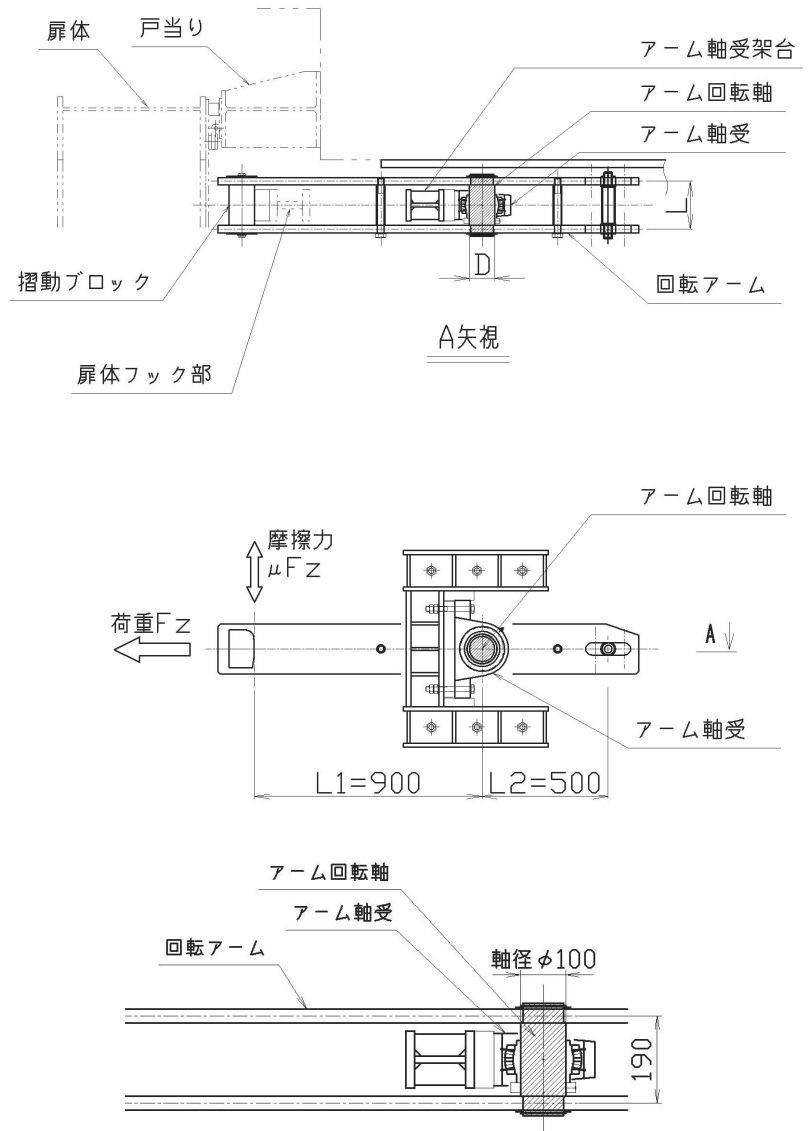 扉体
戸当り
アーム軸受架台
アーム回転軸
アーム軸受
L
D
摺動ブロック
回転アーム
A矢視
扉体フック部
アーム回転軸
摩擦力
μFz
荷重Fz
A
アーム軸受
L1=900
L2=500
アーム回転軸
アーム軸受
回転アーム
軸径φ100
190